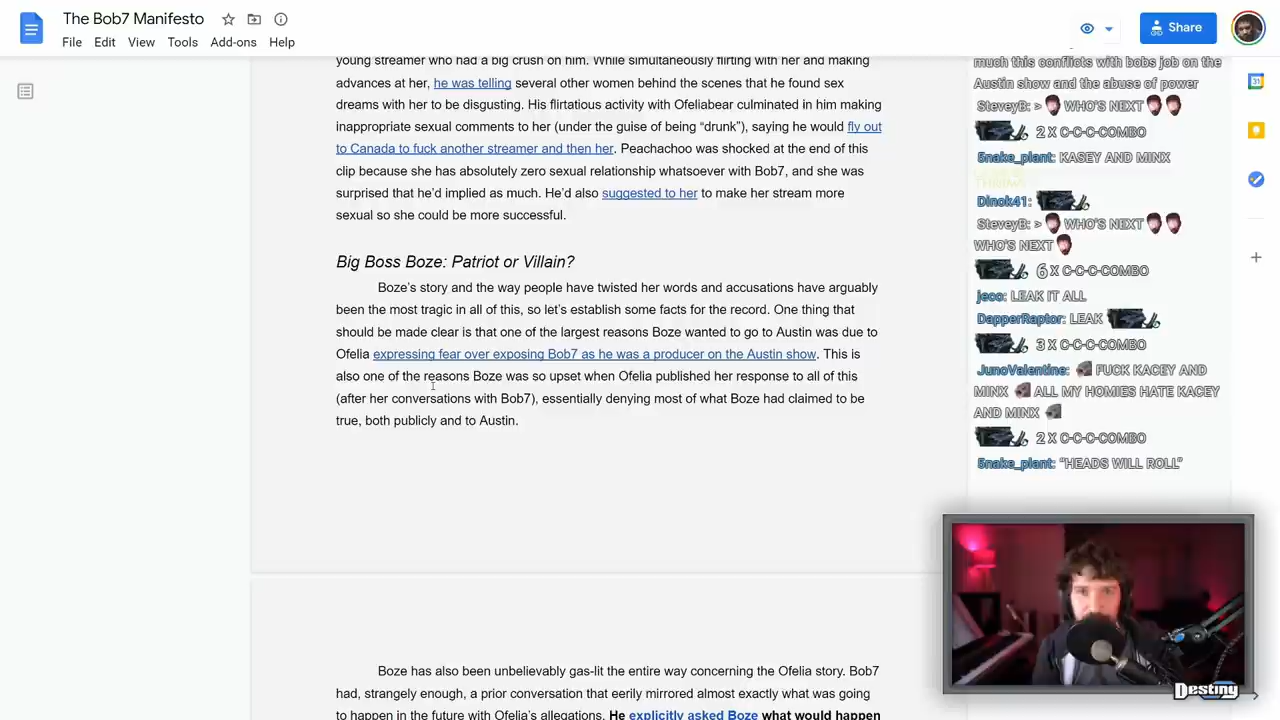 The Bob7 Manifesto
File Edit View Tools Add-ons Help
Share
young streamer who had a big crush on him. While simultaneously flirting with her and making
advances at her, he was telling several other women behind the scenes that he found sex
dreams with her to be disgusting. His flirtatious activity with Ofeliabear culminated in him making
inappropriate sexual comments to her (under the guise of being “drunk”), saying he would fly out
to Canada to fuck another streamer and then her. Peachachoo was shocked at the end of this
clip because she has absolutely zero sexual relationship whatsoever with Bob7, and she was
surprised that he’d implied as much. He’d also suggested to her to make her stream more
sexual so she could be more successful.
Big Boss Boze: Patriot or Villain?
Boze’s story and the way people have twisted her words and accusations have arguably
been the most tragic in all of this, so let’s establish some facts for the record. One thing that
should be made clear is that one of the largest reasons Boze wanted to go to Austin was due to
Ofelia expressing fear over exposing Bob7 as he was a producer on the Austin show. This is
also one of the reasons Boze was so upset when Ofelia published her response to all of this
(after her conversations with Bob7), essentially denying most of what Boze had claimed to be
true, both publicly and to Austin.
Boze has also been unbelievably gas-lit the entire way concerning the Ofelia story. Bob7
had, strangely enough, a prior conversation that eerily mirrored almost exactly what was going
to happen in the future with Ofelia’s allegations. He explicitly asked Boze what would happen
much this conflicts with bobs job on the
Austin show and the abuse of power
SteveyB: > WHO'S NEXT
2 X C-C-C-COMBO
5nake_plant: KASEY AND MINX
Dinok41:
SteveyB: > WHO'S NEXT
WHO'S NEXT
6 X C-C-C-COMBO
jeco: LEAK IT ALL
DapperRaptor: LEAK
3 X C-C-C-COMBO
JunoValentine: FUCK KACEY AND
MINX ALL MY HOMIES HATE KACEY
AND MINX
2 X C-C-C-COMBO
5nake_plant: "HEADS WILL ROLL"
Destiny